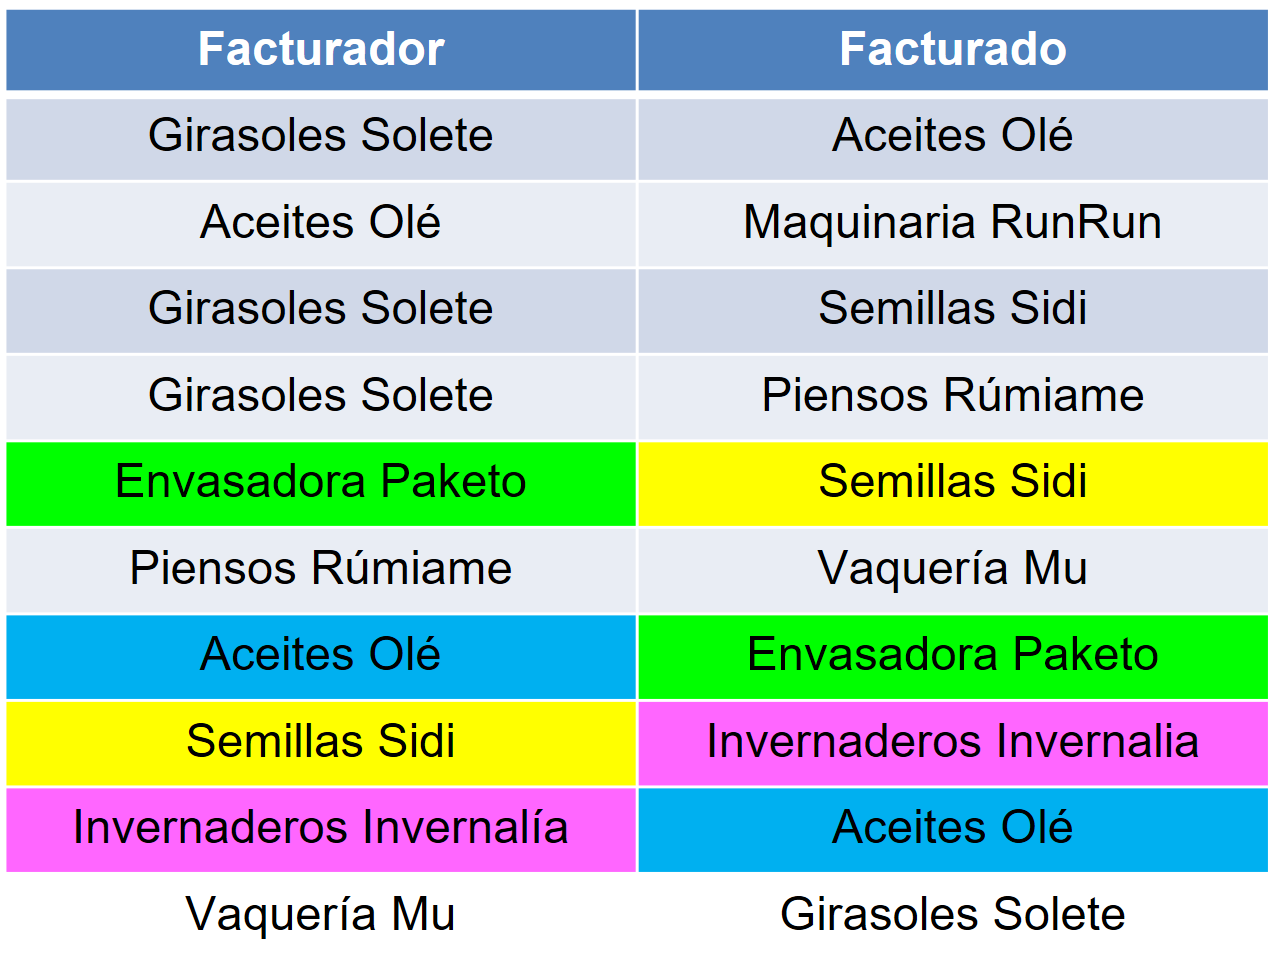 Facturador Facturado
Girasoles Solete Aceites Olé
Aceites Olé Maquinaria RunRun
Girasoles Solete Semillas Sidi
Girasoles Solete Piensos Rúmiame
Envasadora Paketo Semillas Sidi
Piensos Rúmiame Vaquería Mu
Aceites Olé Envasadora Paketo
Semillas Sidi Invernaderos Invernalia
Invernaderos Invernalía Aceites Olé
Vaquería Mu Girasoles Solete